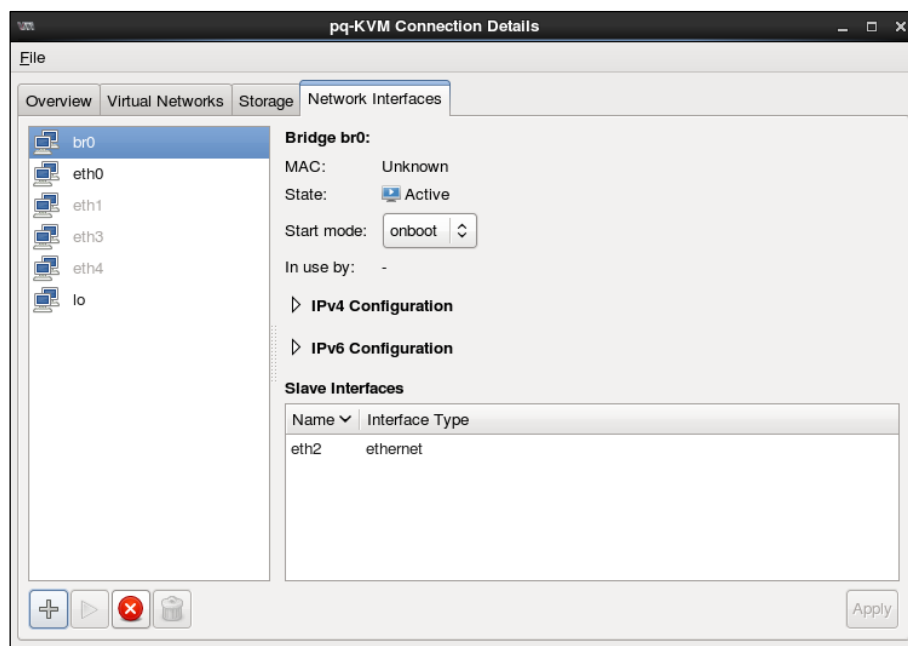 pq-KVM Connection Details
File
Overview
Virtual Networks
Storage
Network Interfaces
br0
eth0
eth1
eth3
eth4
lo
Bridge br0:
MAC: Unknown
State: Active
Start mode: onboot
In use by: -
IPv4 Configuration
IPv6 Configuration
Slave Interfaces
Name Interface Type
eth2 ethernet
Apply